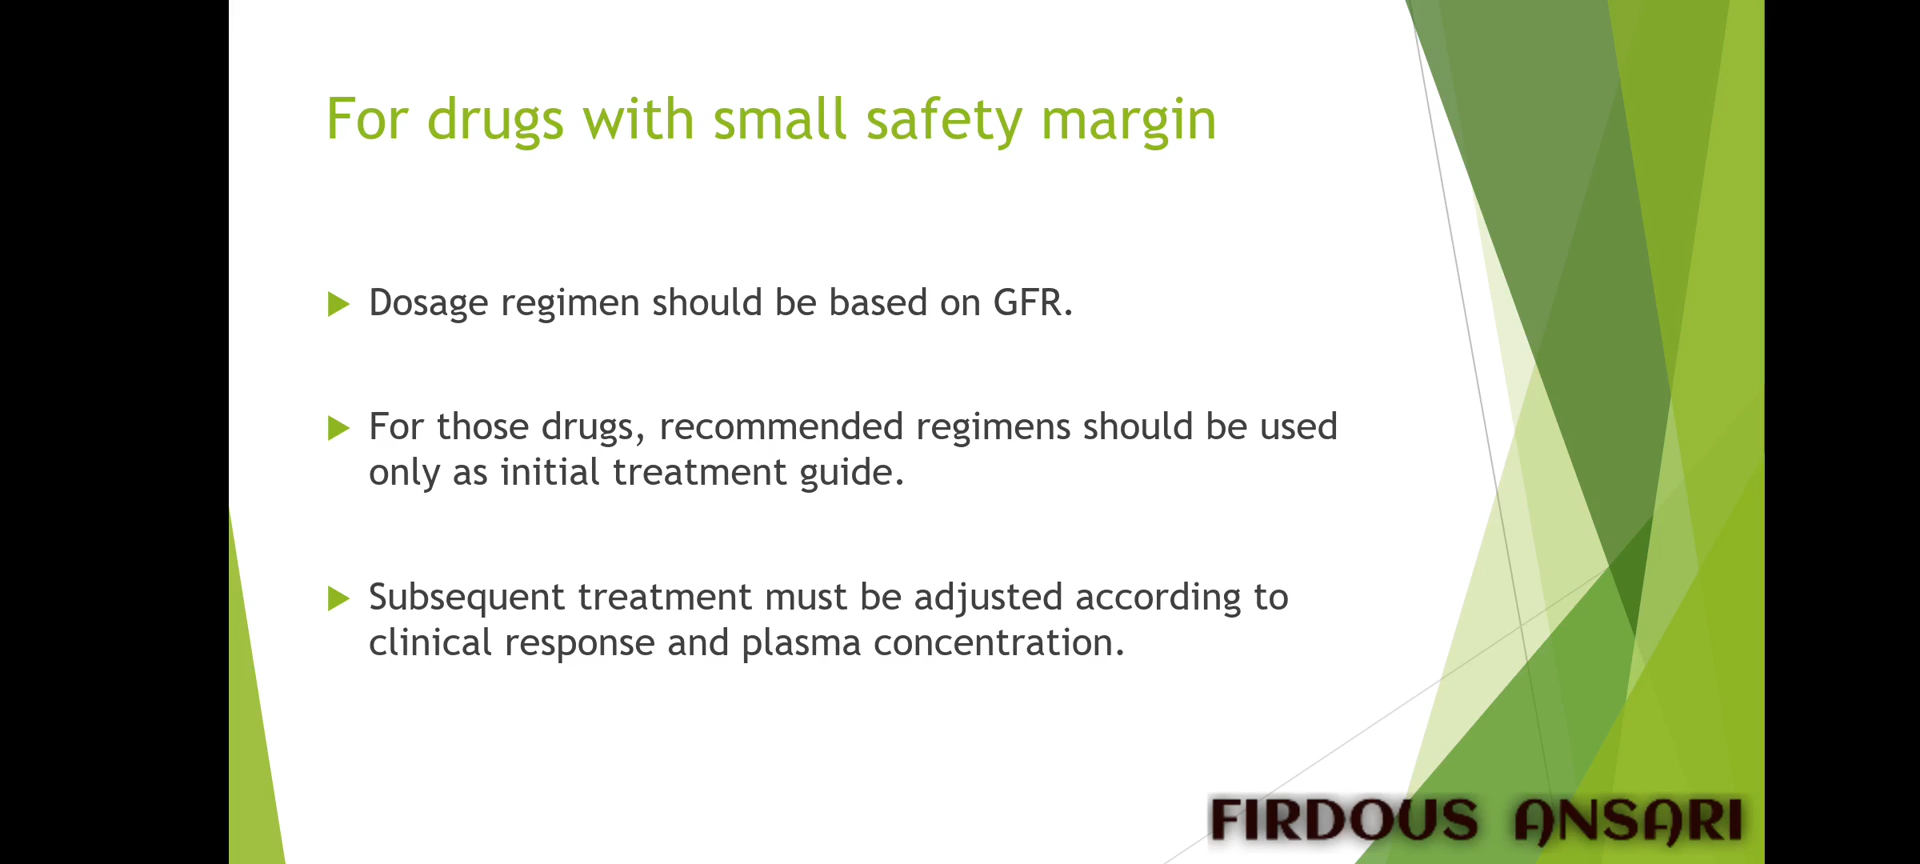 For drugs with small safety margin
Dosage regimen should be based on GFR.
For those drugs, recommended regimens should be used
only as initial treatment guide.
Subsequent treatment must be adjusted according to
clinical response and plasma concentration.
FIRDOUS ANSARI